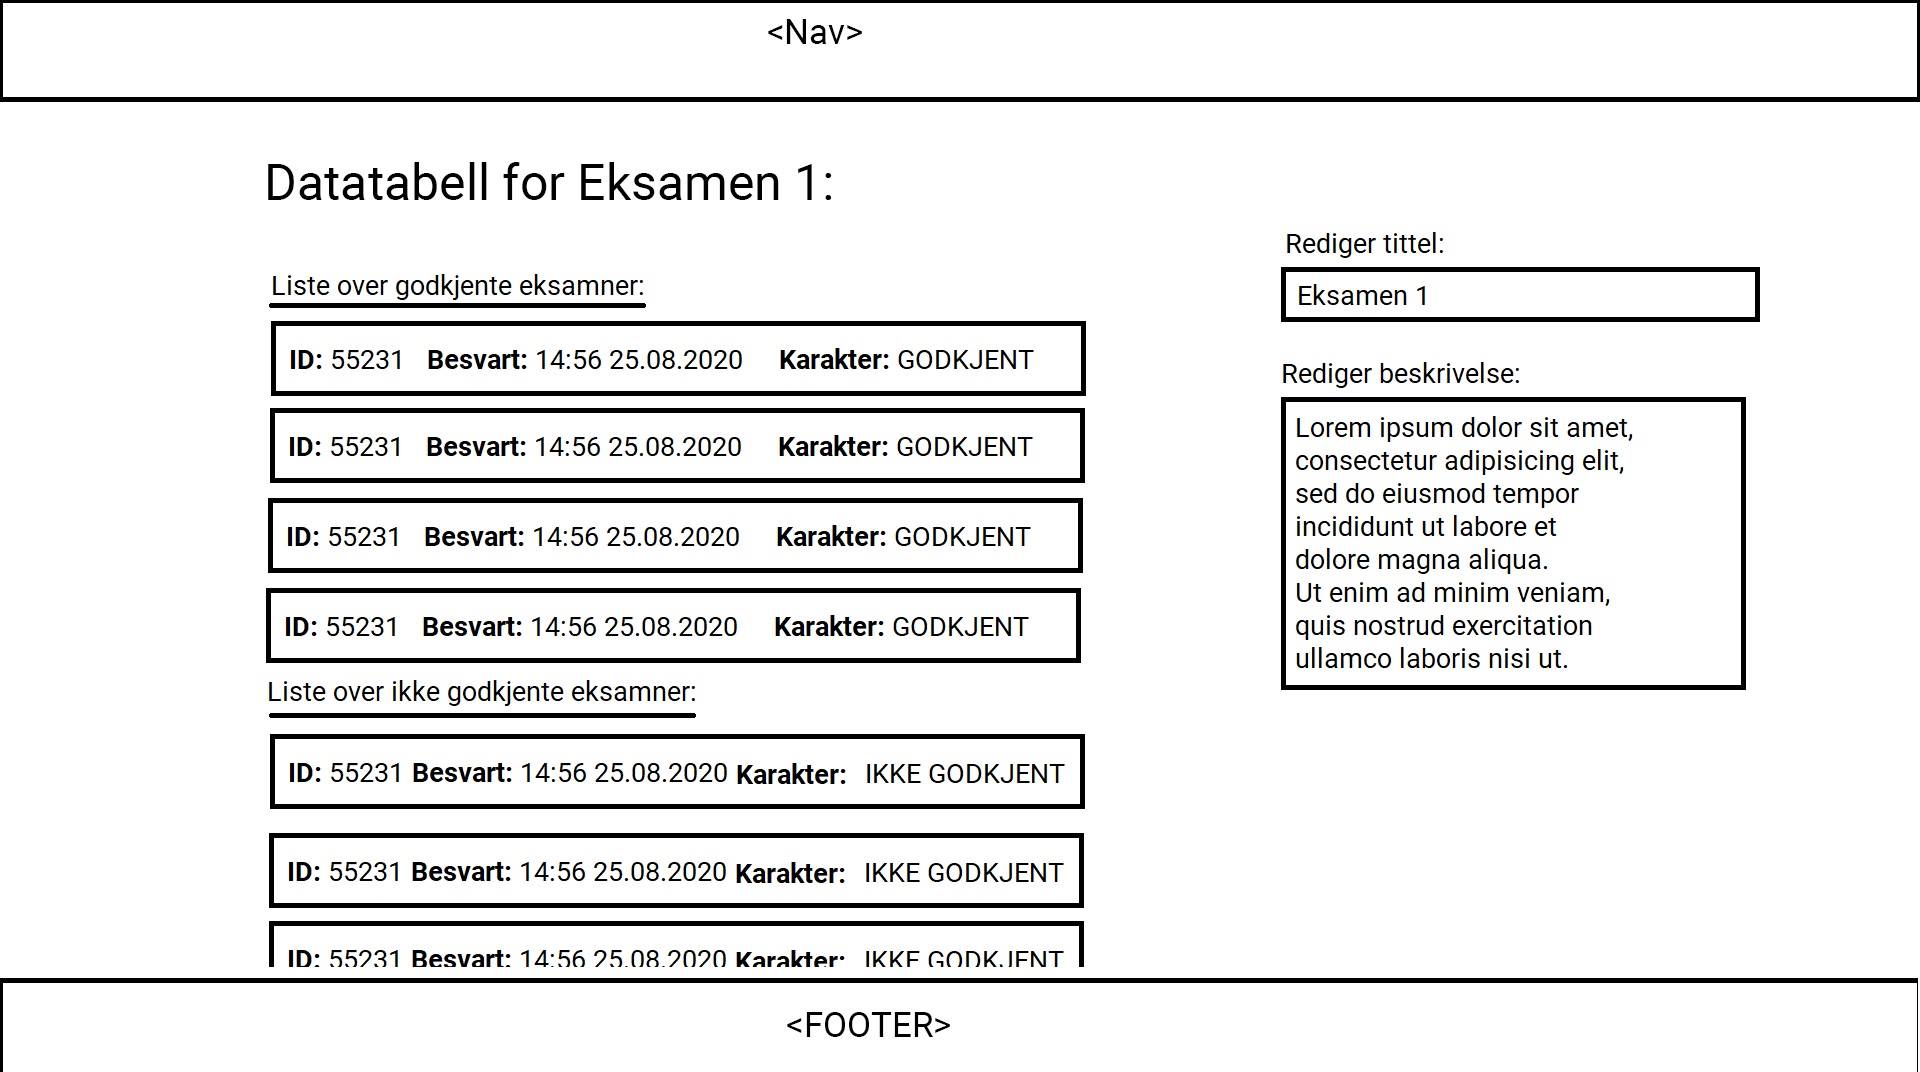 <Nav>
Datatabell for Eksamen 1:
Liste over godkjente eksamner:
ID: 55231 Besvart: 14:56 25.08.2020 Karakter: GODKJENT
ID: 55231 Besvart: 14:56 25.08.2020 Karakter: GODKJENT
ID: 55231 Besvart: 14:56 25.08.2020 Karakter: GODKJENT
ID: 55231 Besvart: 14:56 25.08.2020 Karakter: GODKJENT
Liste over ikke godkjente eksamner:
ID: 55231 Besvart: 14:56 25.08.2020 Karakter: IKKE GODKJENT
ID: 55231 Besvart: 14:56 25.08.2020 Karakter: IKKE GODKJENT
ID: 55231 Besvart: 14:56 25.08.2020 Karakter: IKKE GODKJENT
Rediger tittel:
Eksamen 1
Rediger beskrivelse:
Lorem ipsum dolor sit amet,
consectetur adipisicing elit,
sed do eiusmod tempor
incididunt ut labore et
dolore magna aliqua.
Ut enim ad minim veniam,
quis nostrud exercitation
ullamco laboris nisi ut.
<FOOTER>